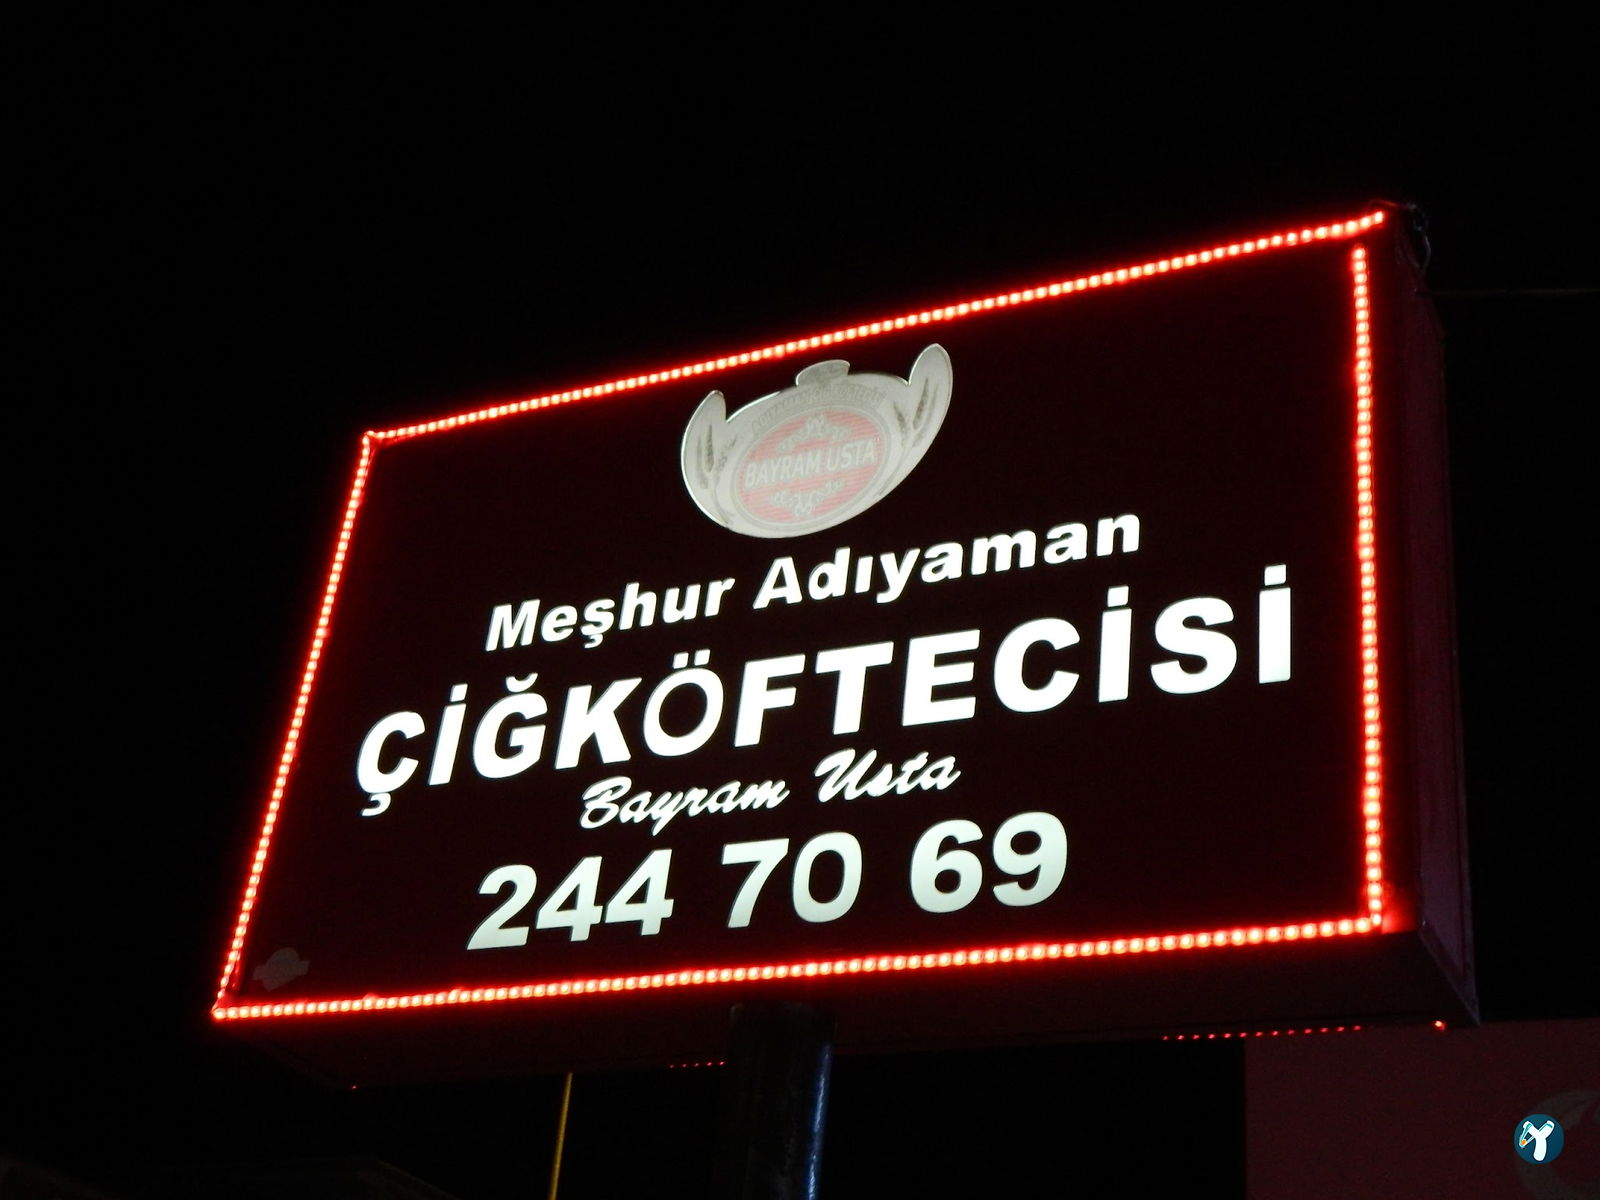 BAYRAM USTA
Meşhur Adıyaman
ÇİĞKÖFTECİSİ
Bayram Usta
244 70 69